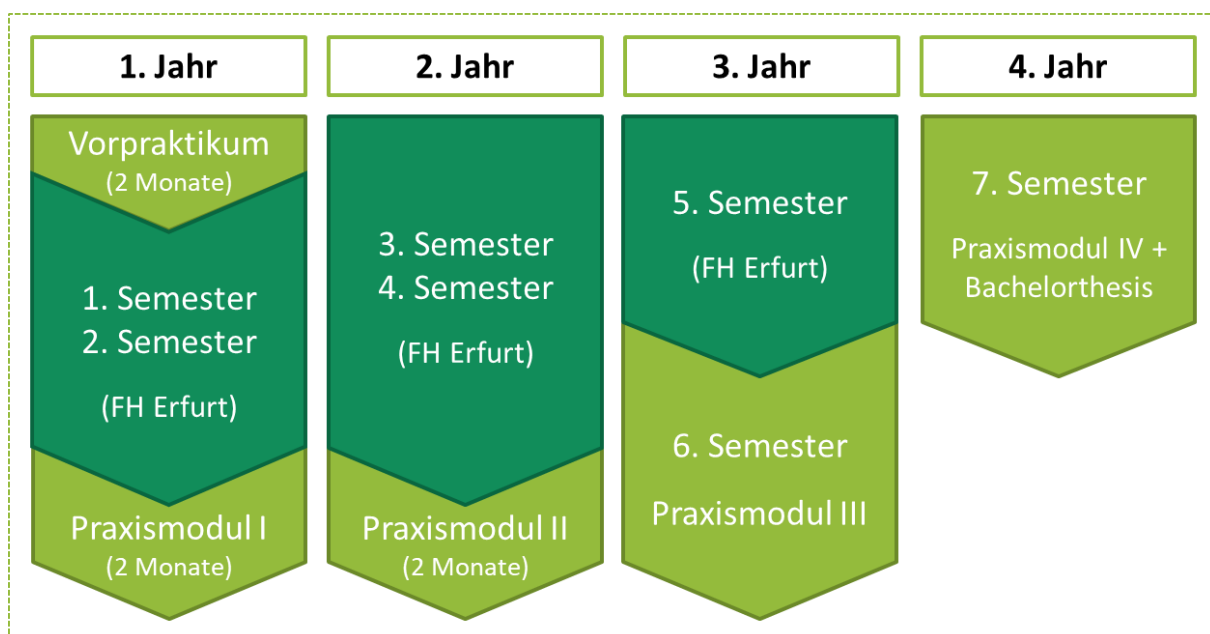 1. Jahr
Vorpraktikum
(2 Monate)
1. Semester
2. Semester
(FH Erfurt)
Praxismodul I
(2 Monate)
2. Jahr
3. Semester
4. Semester
(FH Erfurt)
Praxismodul II
(2 Monate)
3. Jahr
5. Semester
(FH Erfurt)
6. Semester
Praxismodul III
4. Jahr
7. Semester
Praxismodul IV +
Bachelorthesis